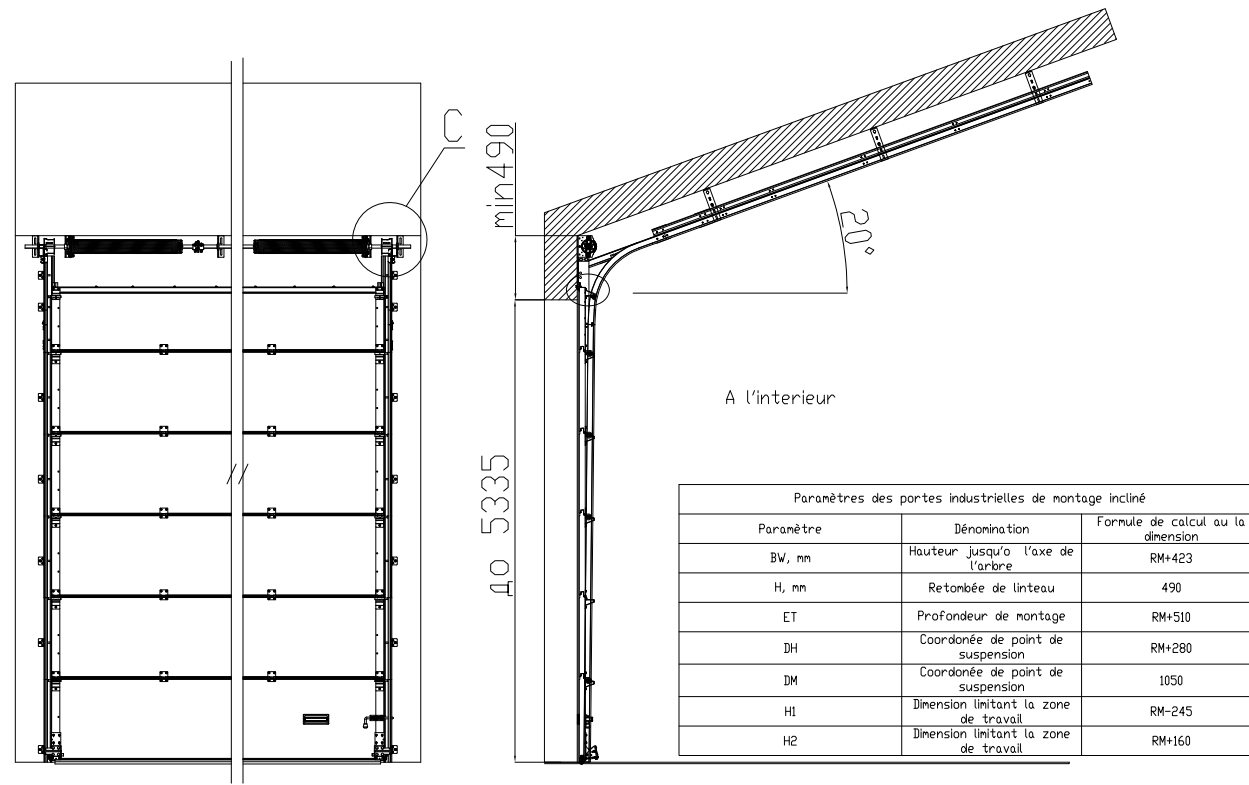 C
min490
20°
до 5335
A l'interieur
Paramètres des portes industrielles de montage incliné
Paramètre
Dénomination
Formule de calcul au la
dimension
BW, mm
Hauteur jusqu'o l'axe de
l'arbre
RM+423
H, mm
Retombée de linteau
490
ET
Profondeur de montage
RM+510
DH
Coordonée de point de
suspension
RM+280
DM
Coordonée de point de
suspension
1050
H1
Dimension limitant la zone
de travail
RM-245
H2
Dimension limitant la zone
de travail
RM+160